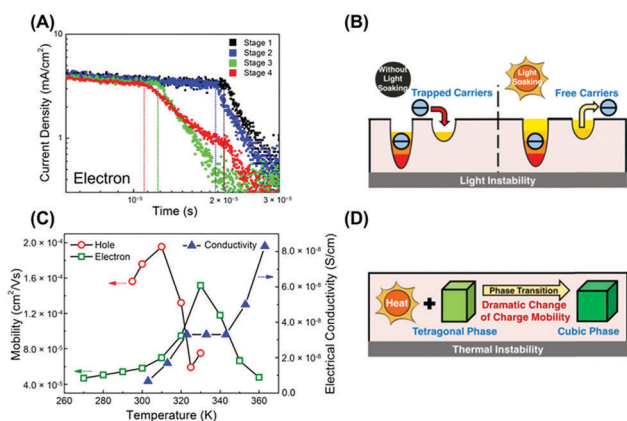 (A)
Current Density (mA/cm²)
10
1
Stage 1
Stage 2
Stage 3
Stage 4
Electron
10⁻⁵
2 × 10⁻⁵
3 × 10⁻⁵
Time (s)
(B)
Without Light Soaking
Trapped Carriers
Light Soaking
Free Carriers
Light Instability
(C)
Mobility (cm²/Vs)
2.0 × 10⁻⁴
1.6 × 10⁻⁴
1.2 × 10⁻⁴
8.0 × 10⁻⁵
4.0 × 10⁻⁵
Hole
Electron
Conductivity
8.0 × 10⁻⁸
6.0 × 10⁻⁸
4.0 × 10⁻⁸
2.0 × 10⁻⁸
0.0
Electrical Conductivity (S/cm)
260 280 300 320 340 360
Temperature (K)
(D)
Heat
+
Phase Transition
Dramatic Change
of Charge Mobility
Tetragonal Phase
Cubic Phase
Thermal Instability